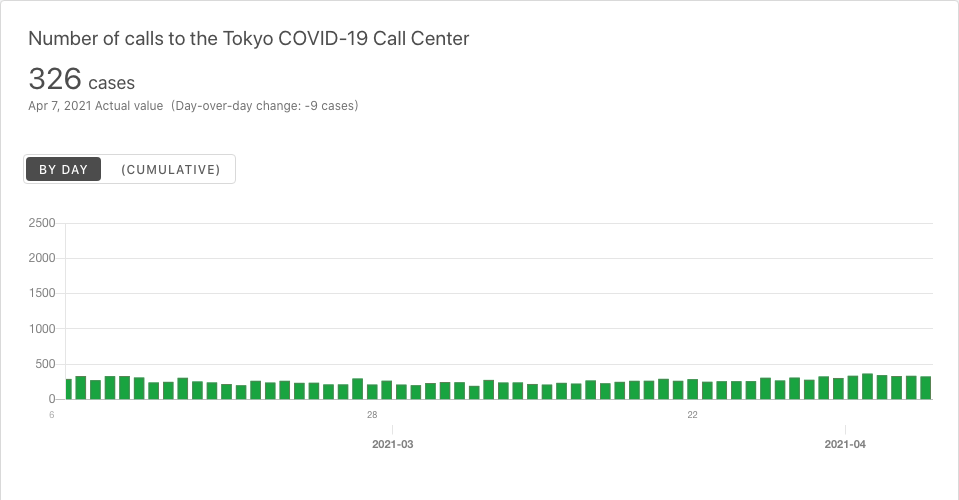 Number of calls to the Tokyo COVID-19 Call Center
326 cases
Apr 7, 2021 Actual value (Day-over-day change: -9 cases)
BY DAY (CUMULATIVE)
2500
2000
1500
1000
500
0
6 28 22
2021-03 2021-04